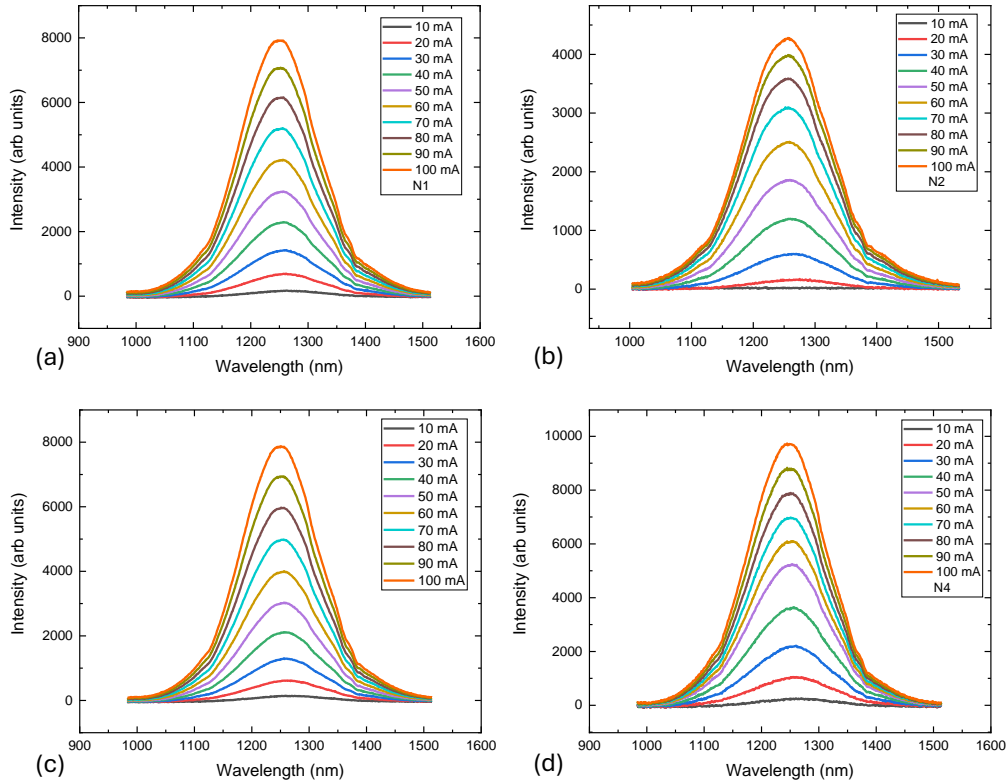 10 mA
20 mA
30 mA
40 mA
50 mA
60 mA
70 mA
80 mA
90 mA
100 mA
N1
8000
6000
4000
2000
0
Intensity (arb units)
900 1000 1100 1200 1300 1400 1500 1600
Wavelength (nm)
(a)
10 mA
20 mA
30 mA
40 mA
50 mA
60 mA
70 mA
80 mA
90 mA
100 mA
N2
4000
3000
2000
1000
0
Intensity (arb units)
1000 1100 1200 1300 1400 1500
Wavelength (nm)
(b)
10 mA
20 mA
30 mA
40 mA
50 mA
60 mA
70 mA
80 mA
90 mA
100 mA
8000
6000
4000
2000
0
Intensity (arb units)
900 1000 1100 1200 1300 1400 1500 1600
Wavelength (nm)
(c)
10 mA
20 mA
30 mA
40 mA
50 mA
60 mA
70 mA
80 mA
90 mA
100 mA
N4
10000
8000
6000
4000
2000
0
Intensity (arb units)
900 1000 1100 1200 1300 1400 1500 1600
Wavelength (nm)
(d)